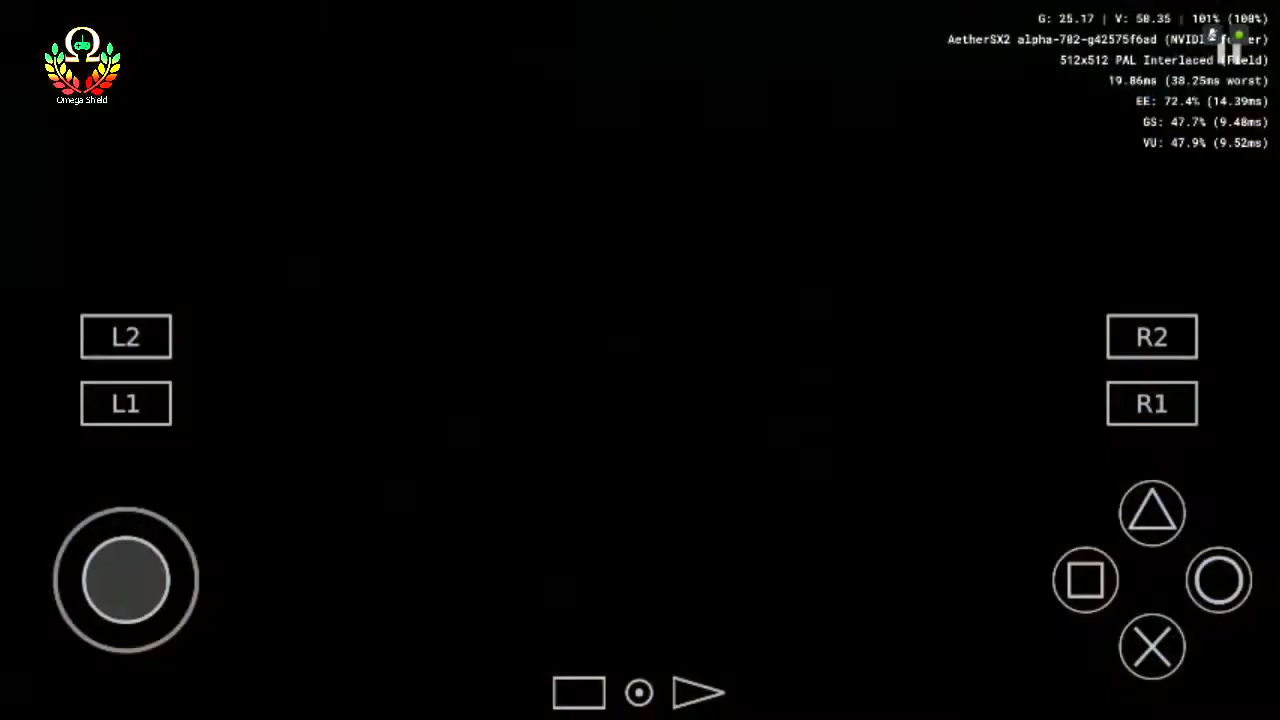 G: 25.17 | V: 50.35 | 101% (100%)
AetherSX2 alpha-702-g42575f6ad
512x512 PAL Interlaced
19.86ms (38.25ms worst)
EE: 72.4% (14.39ms)
GS: 47.7% (9.48ms)
VU: 47.9% (9.52ms)
Ω
Omega Shield
L2
R2
L1
R1